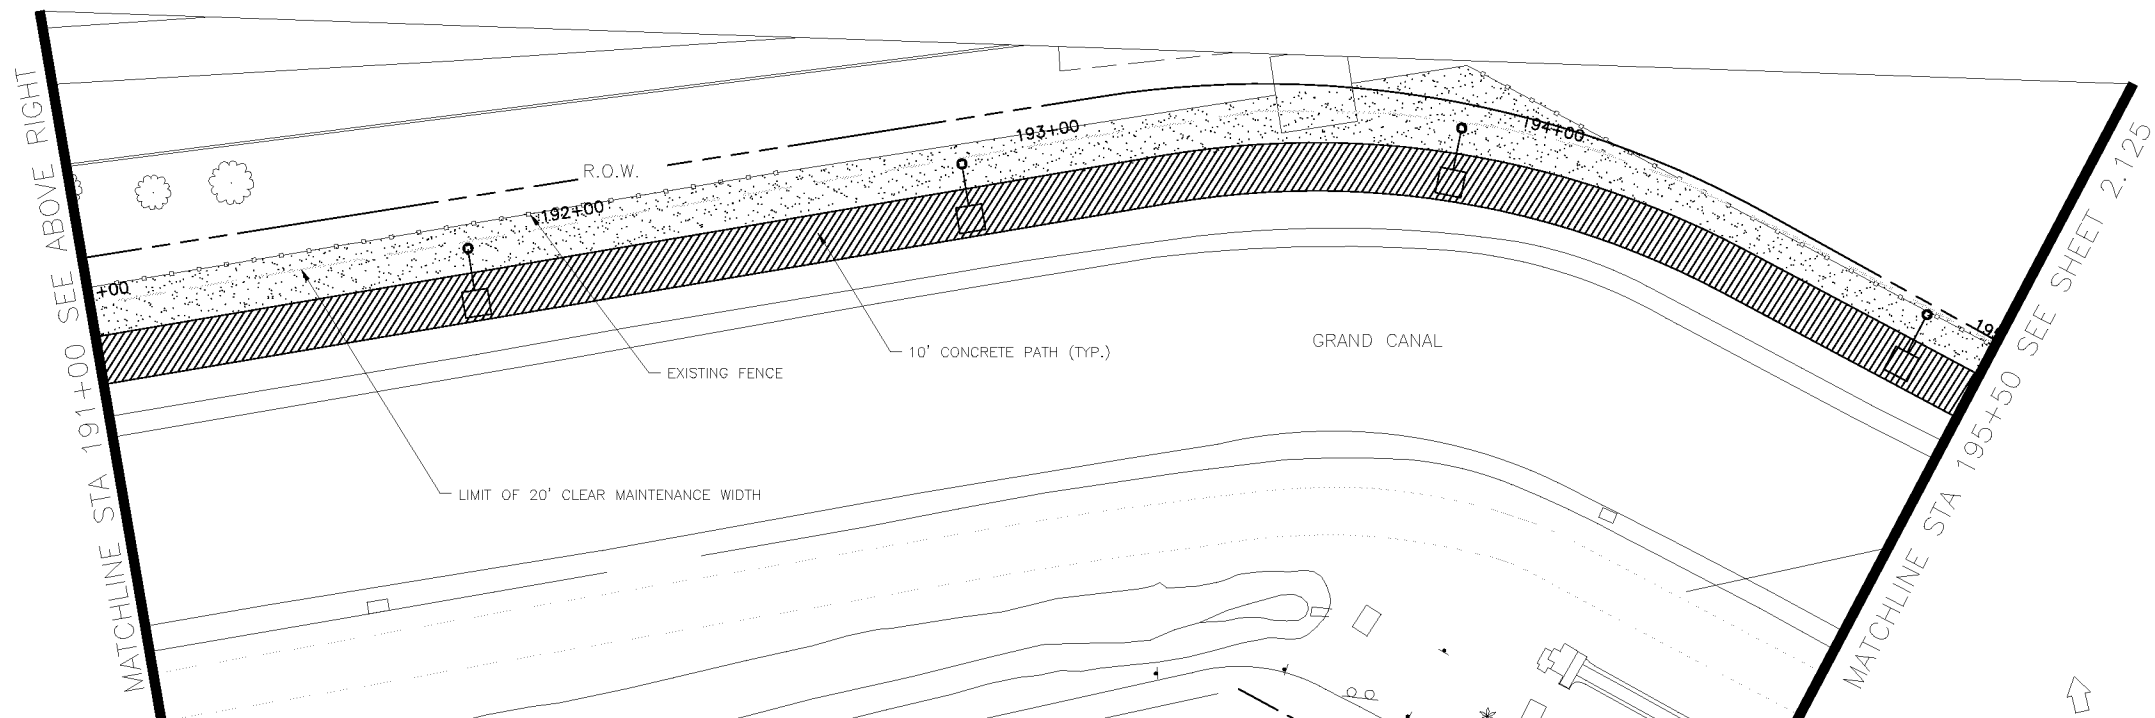 MATCHLINE STA 191+00 SEE ABOVE RIGHT
+00
R.O.W.
192+00
193+00
194+00
10' CONCRETE PATH (TYP.)
EXISTING FENCE
GRAND CANAL
LIMIT OF 20' CLEAR MAINTENANCE WIDTH
MATCHLINE STA 195+50 SEE SHEET 2.125